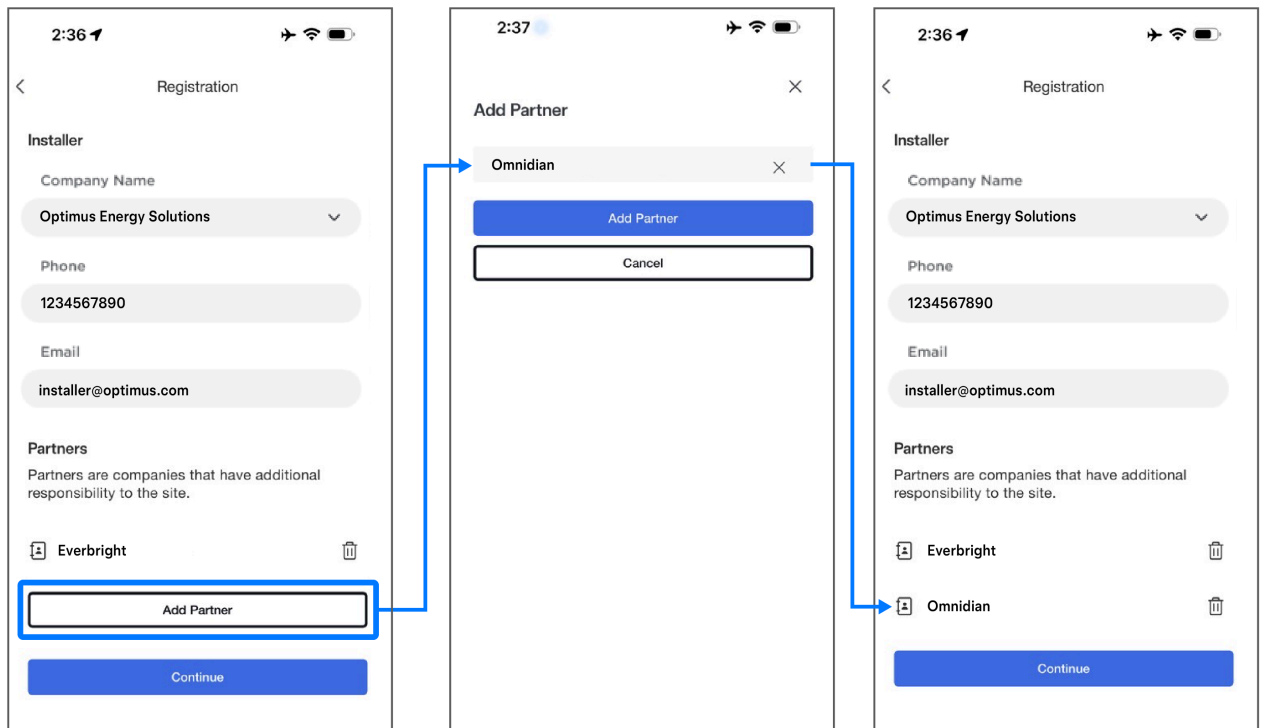 2:36
Registration
Installer
Company Name
Optimus Energy Solutions
Phone
1234567890
Email
installer@optimus.com
Partners
Partners are companies that have additional
responsibility to the site.
Everbright
Add Partner
Continue
2:37
Add Partner
Omnidian
Add Partner
Cancel
2:36
Registration
Installer
Company Name
Optimus Energy Solutions
Phone
1234567890
Email
installer@optimus.com
Partners
Partners are companies that have additional
responsibility to the site.
Everbright
Omnidian
Continue